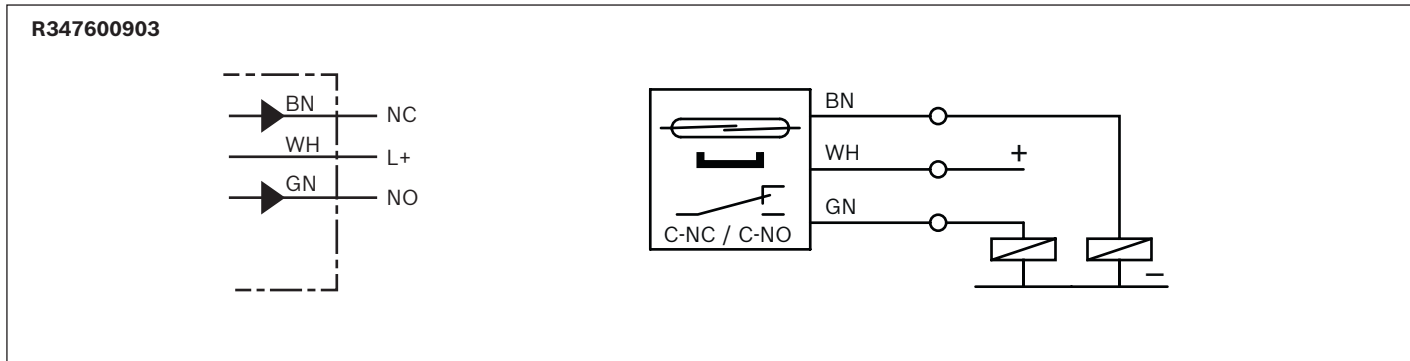 R347600903
BN
NC
WH
L+
GN
NO
BN
WH
+
GN
C-NC / C-NO
–